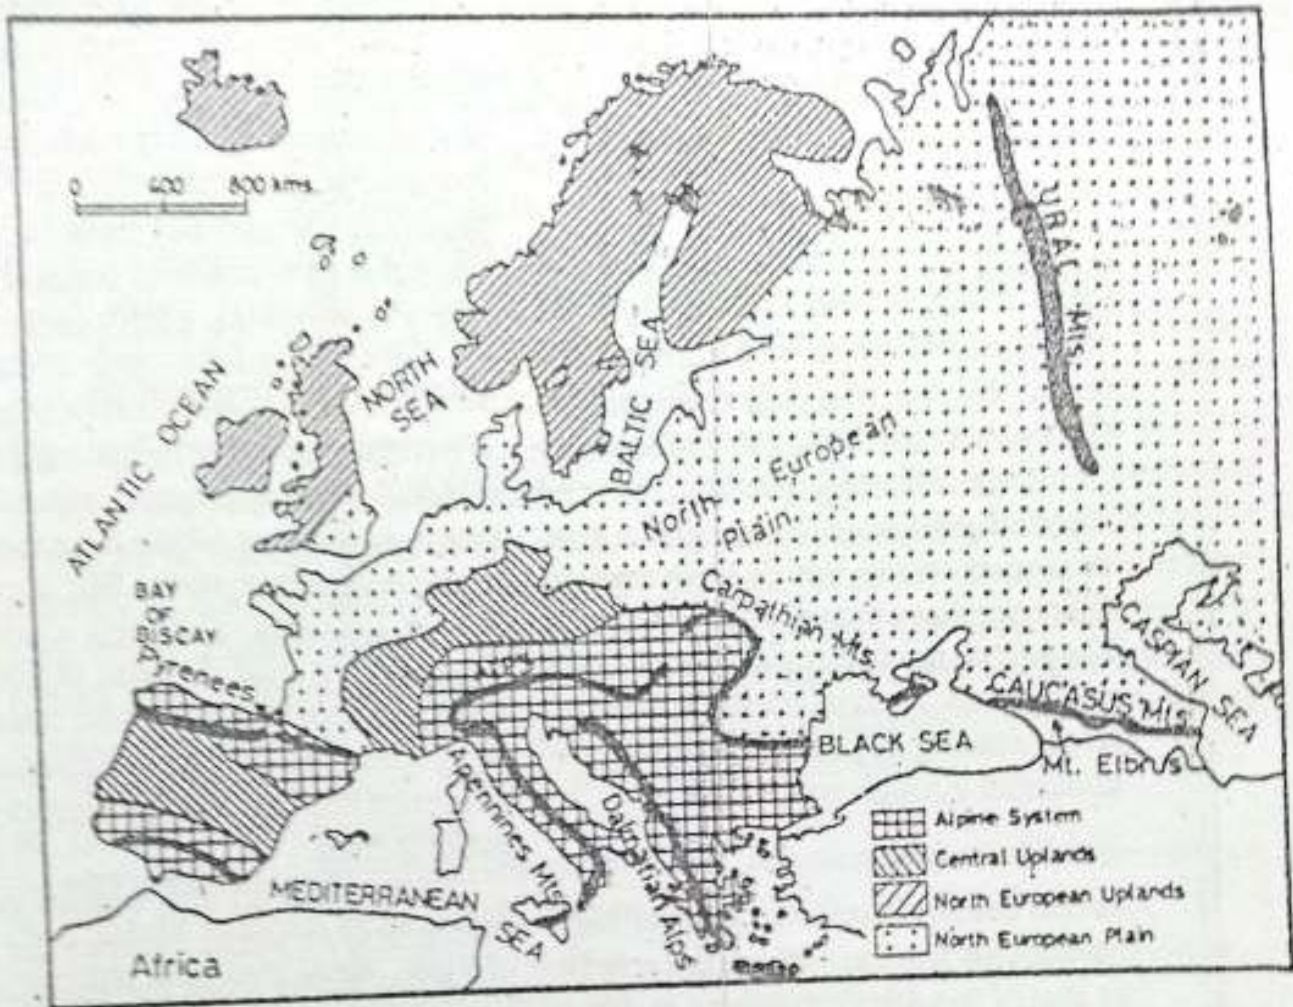 0 400 800 kms.
URAL Mts.
NORTH
SEA
BALTIC SEA
ATLANTIC OCEAN
North European
Plain
BAY
OF
BISCAY
Pyrenees
ALPS
Carpathian Mts.
CASPIAN SEA
CAUCASUS Mts.
BLACK SEA
Mt. Elbrus
Apennines Mts.
Dalmatian Alps
MEDITERRANEAN
SEA
Africa
Alpine System
Central Uplands
North European Uplands
North European Plain